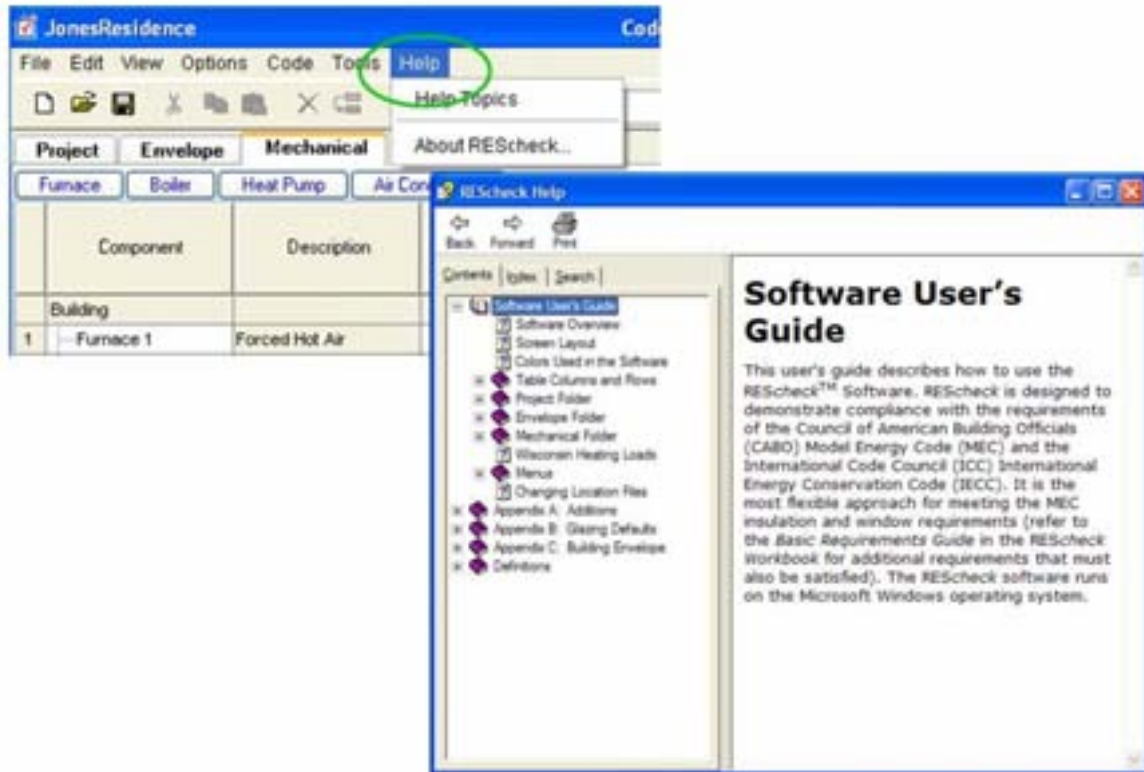 JonesResidence
File Edit View Options Code Tools Help
Help Topics
About REScheck...
Project Envelope Mechanical
Furnace Boiler Heat Pump Air Con
Component Description
Building
1 Furnace 1 Forced Hot Air
REScheck Help
Back Forward Print
Contents Index Search
Software User's Guide
Software Overview
Screen Layout
Colors Used in the Software
Table Columns and Rows
Project Folder
Envelope Folder
Mechanical Folder
Wisconsin Heating Loads
Menus
Changing Location Files
Appendix A: Additions
Appendix B: Glazing Defaults
Appendix C: Building Envelope
Definitions
Software User's
Guide
This user's guide describes how to use the
REScheck™ Software. REScheck is designed to
demonstrate compliance with the requirements
of the Council of American Building Officials
(CABO) Model Energy Code (MEC) and the
International Code Council (ICC) International
Energy Conservation Code (IECC). It is the
most flexible approach for meeting the MEC
insulation and window requirements (refer to
the Basic Requirements Guide in the REScheck
Workbook for additional requirements that must
also be satisfied). The REScheck software runs
on the Microsoft Windows operating system.